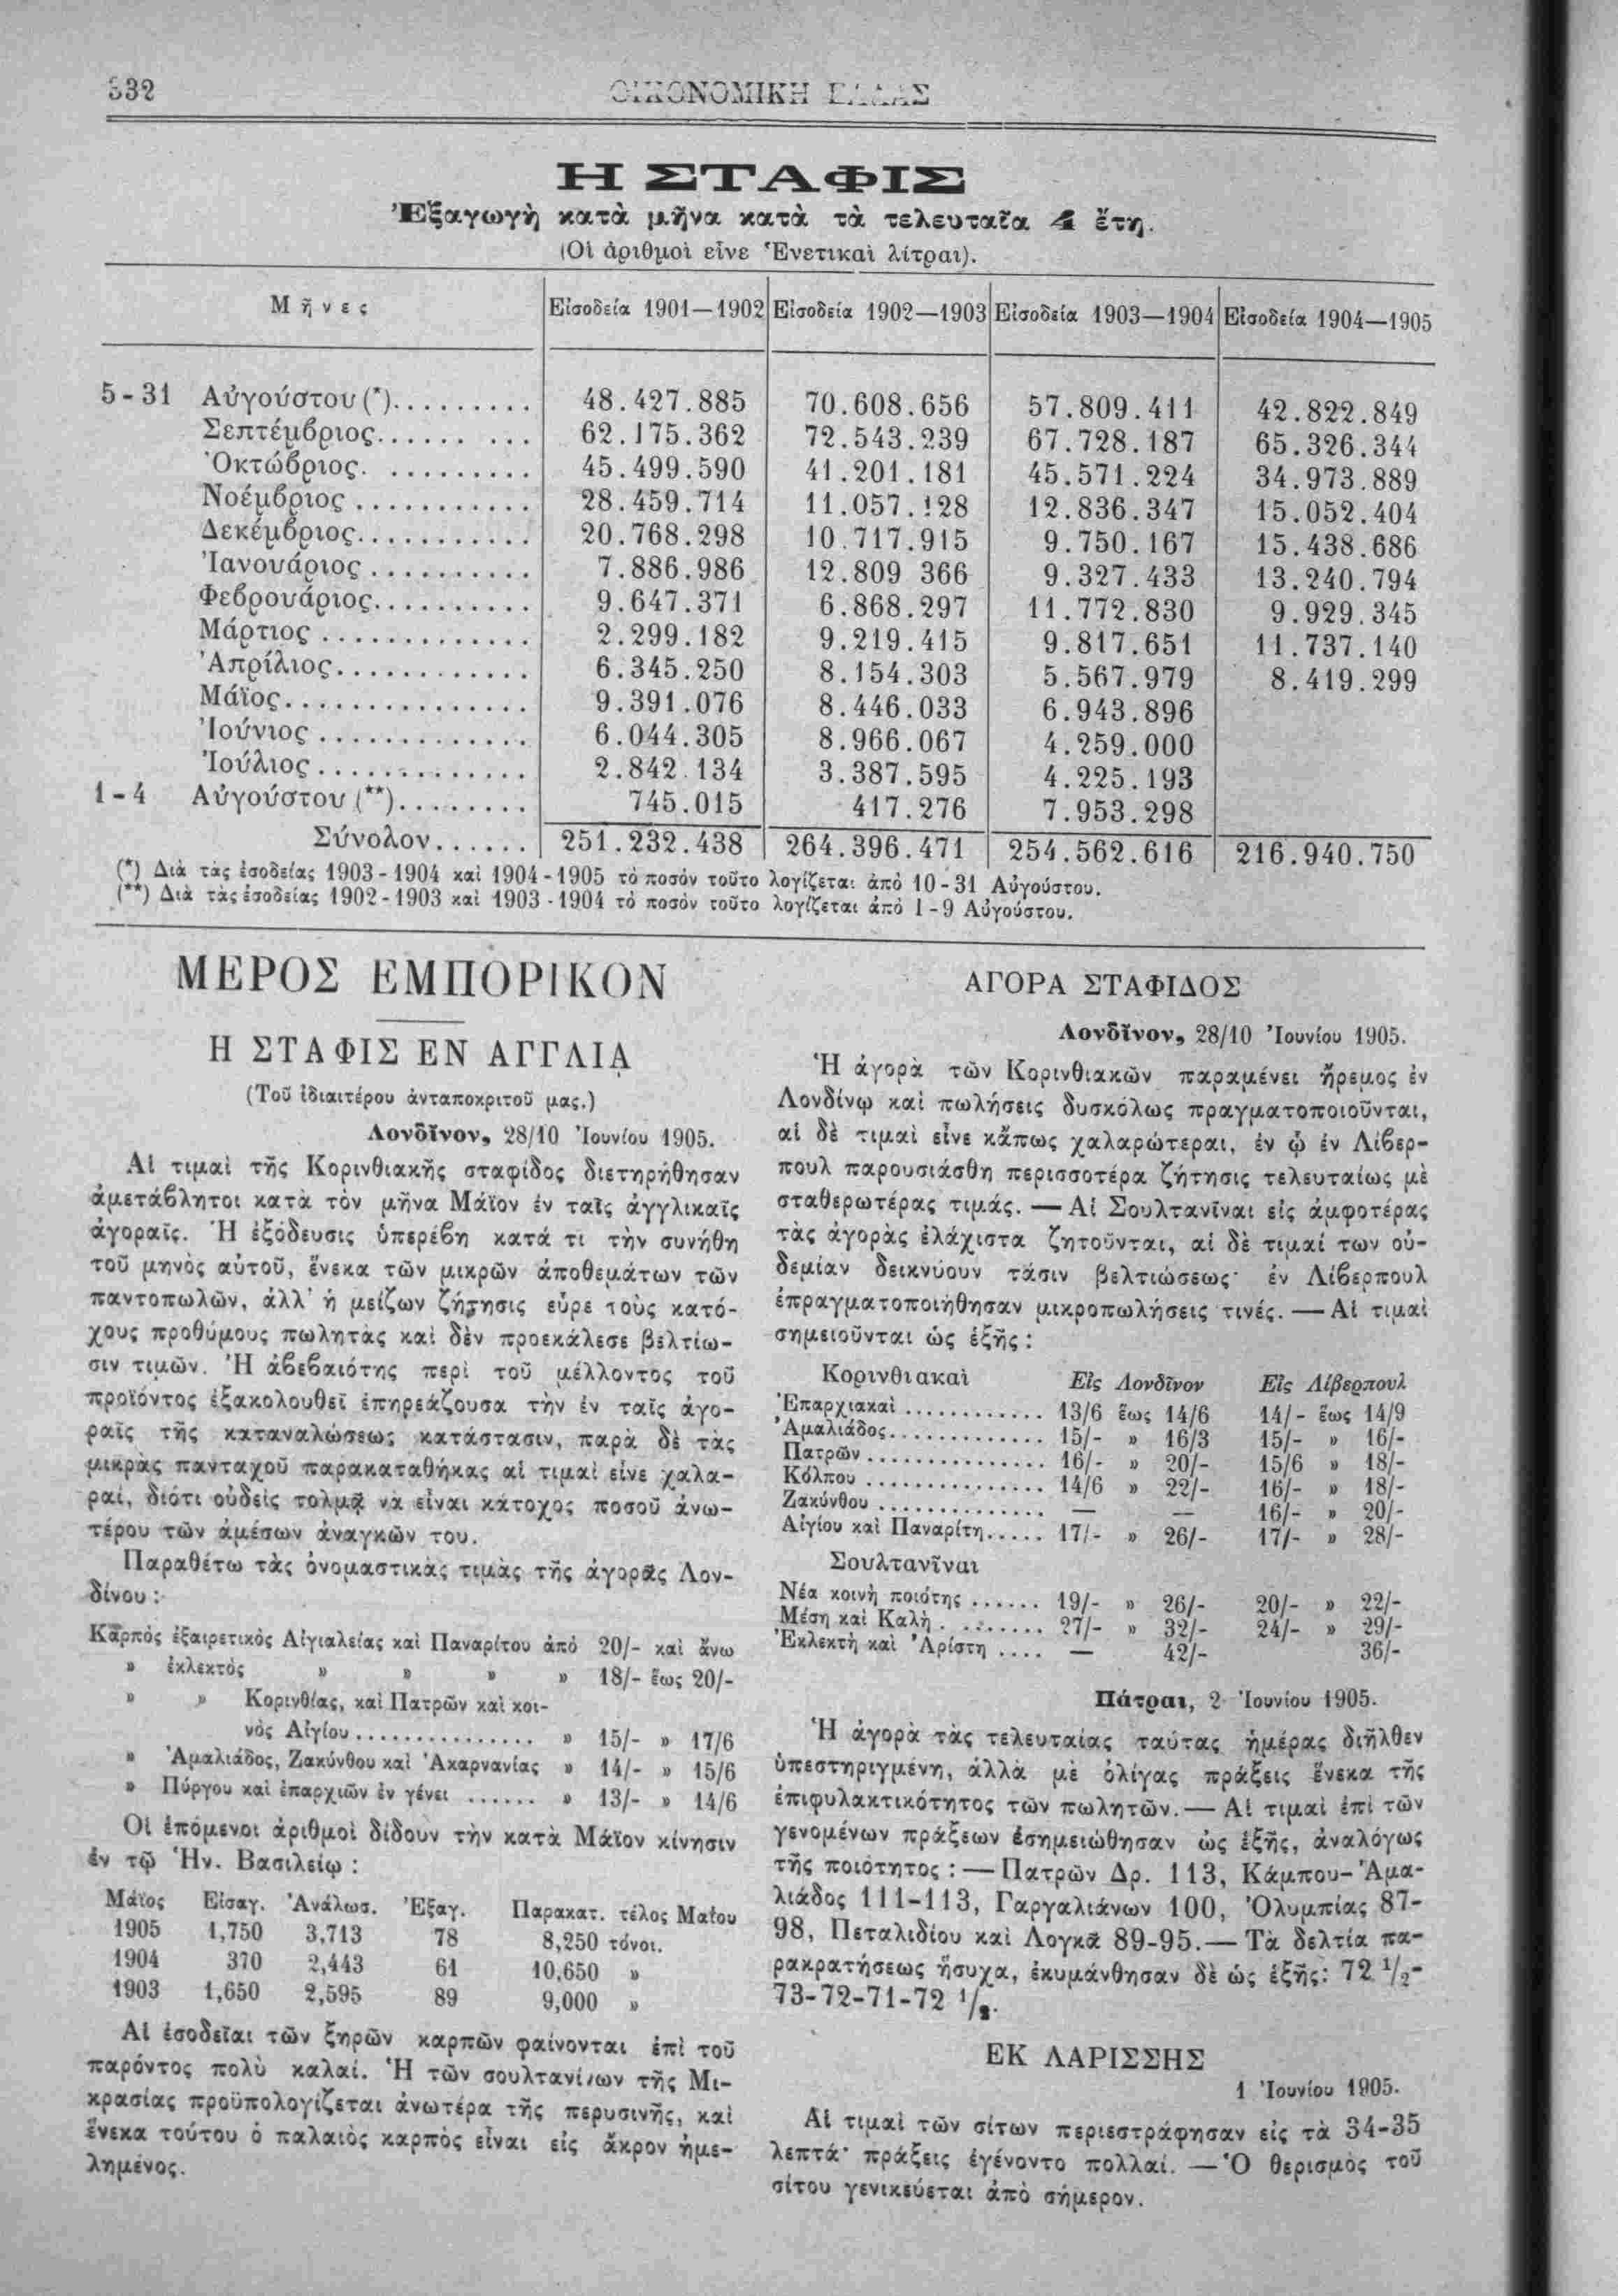 332 ΟΙΚΟΝΟΜΙΚΗ ΕΛΛΑΣ
Η ΣΤΑΦΙΣ
Ἐξαγωγὴ κατὰ μῆνα κατὰ τὰ τελευταῖα 4 ἔτη.
(Οἱ ἀριθμοὶ εἶνε Ἑνετικαὶ λίτραι).
Μῆνες Εἰσοδεία 1901—1902 Εἰσοδεία 1902—1903 Εἰσοδεία 1903—1904 Εἰσοδεία 1904—1905
5-31 Αὐγούστου (*)......... 48.427.885 70.608.656 57.809.411 42.822.849
Σεπτέμβριος...... ... 62.175.362 72.543.239 67.728.187 65.326.344
Ὀκτώβριος. ......... 45.499.590 41.201.181 45.571.224 34.973.889
Νοέμβριος ........... 28.459.714 11.057.128 12.836.347 15.052.404
Δεκέμβριος........... 20.768.298 10.717.915 9.750.167 15.438.686
Ἰανουάριος .......... 7.886.986 12.809 366 9.327.433 13.240.794
Φεβρουάριος.......... 9.647.371 6.868.297 11.772.830 9.929.345
Μάρτιος ............. 2.299.182 9.219.415 9.817.651 11.737.140
Ἀπρίλιος............. 6.345.250 8.154.303 5.567.979 8.419.299
Μάϊος............... 9.391.076 8.446.033 6.943.896
Ἰούνιος ............. 6.044.305 8.966.067 4.259.000
Ἰούλιος ............. 2.842.134 3.387.595 4.225.193
1-4 Αὐγούστου (**)........ 745.015 417.276 7.953.298
Σύνολον...... 251.232.438 264.396.471 254.562.616 216.940.750
(*) Διὰ τὰς ἐσοδείας 1903-1904 καὶ 1904-1905 τὸ ποσόν τοῦτο λογίζεται ἀπὸ 10-31 Αὐγούστου.
(**) Διὰ τὰς ἐσοδείας 1902-1903 καὶ 1903-1904 τὸ ποσὸν τοῦτο λογίζεται ἀπὸ 1-9 Αὐγούστου.
ΜΕΡΟΣ ΕΜΠΟΡΙΚΟΝ
Η ΣΤΑΦΙΣ ΕΝ ΑΓΓΛΙᾼ
(Τοῦ ἰδιαιτέρου ἀνταποκριτοῦ μας.)
Λονδῖνον, 28/10 Ἰουνίου 1905.
Αἱ τιμαὶ τῆς Κορινθιακῆς σταφίδος διετηρήθησαν
ἀμετάβλητοι κατὰ τὸν μῆνα Μάϊον ἐν ταῖς ἀγγλικαῖς
ἀγοραῖς. Ἡ ἐξόδευσις ὑπερέβη κατά τι τὴν συνήθη
τοῦ μηνὸς αὐτοῦ, ἕνεκα τῶν μικρῶν ἀποθεμάτων τῶν
παντοπωλῶν, ἀλλ' ἡ μείζων ζήτησις εὗρε τοὺς κατό-
χους προθύμους πωλητὰς καὶ δὲν προεκάλεσε βελτίω-
σιν τιμῶν. Ἡ ἀβεβαιότης περὶ τοῦ μέλλοντος τοῦ
προϊόντος ἐξακολουθεῖ ἐπηρεάζουσα τὴν ἐν ταῖς ἀγο-
ραῖς τῆς καταναλώσεως κατάστασιν, παρὰ δὲ τὰς
μικρὰς πανταχοῦ παρακαταθήκας αἱ τιμαὶ εἶνε χαλα-
ραί, διότι οὐδεὶς τολμᾷ νὰ εἶναι κάτοχος ποσοῦ ἀνω-
τέρου τῶν ἀμέσων ἀναγκῶν του.
Παραθέτω τὰς ὀνομαστικὰς τιμὰς τῆς ἀγορᾶς Λον-
δίνου :
Καρπὸς ἐξαιρετικὸς Αἰγιαλείας καὶ Παναρίτου ἀπὸ 20/- καὶ ἄνω
» ἐκλεκτὸς » » » » 18/- ἕως 20/-
» » Κορινθίας, καὶ Πατρῶν καὶ κοι-
νὸς Αἰγίου............... » 15/- » 17/6
» Ἀμαλιάδος, Ζακύνθου καὶ Ἀκαρνανίας » 14/- » 15/6
» Πύργου καὶ ἐπαρχιῶν ἐν γένει ...... » 13/- » 14/6
Οἱ ἑπόμενοι ἀριθμοὶ δίδουν τὴν κατὰ Μάϊον κίνησιν
ἐν τῷ Ἡν. Βασιλείῳ :
Μάϊος Εἰσαγ. Ἀνάλωσ. Ἐξαγ. Παρακατ. τέλος Μαΐου
1905 1,750 3,713 78 8,250 τόνοι.
1904 370 2,443 61 10,650 »
1903 1,650 2,595 89 9,000 »
Αἱ ἐσοδεῖαι τῶν ξηρῶν καρπῶν φαίνονται ἐπὶ τοῦ
παρόντος πολὺ καλαί. Ἡ τῶν σουλτανίνων τῆς Μι-
κρασίας προϋπολογίζεται ἀνωτέρα τῆς περυσινῆς, καὶ
ἕνεκα τούτου ὁ παλαιὸς καρπὸς εἶναι εἰς ἄκρον ἠμε-
λημένος.
ΑΓΟΡΑ ΣΤΑΦΙΔΟΣ
Λονδῖνον, 28/10 Ἰουνίου 1905.
Ἡ ἀγορὰ τῶν Κορινθιακῶν παραμένει ἤρεμος ἐν
Λονδίνῳ καὶ πωλήσεις δυσκόλως πραγματοποιοῦνται,
αἱ δὲ τιμαὶ εἶνε κἄπως χαλαρώτεραι, ἐν ᾧ ἐν Λίβερ-
πουλ παρουσιάσθη περισσοτέρα ζήτησις τελευταίως μὲ
σταθερωτέρας τιμάς. — Αἱ Σουλτανῖναι εἰς ἀμφοτέρας
τὰς ἀγορὰς ἐλάχιστα ζητοῦνται, αἱ δὲ τιμαί των οὐ-
δεμίαν δεικνύουν τάσιν βελτιώσεως· ἐν Λίβερπουλ
ἐπραγματοποιήθησαν μικροπωλήσεις τινές. — Αἱ τιμαὶ
σημειοῦνται ὡς ἑξῆς :
Κορινθιακαὶ Εἰς Λονδῖνον Εἰς Λίβερπουλ
Ἐπαρχιακαὶ ............ 13/6 ἕως 14/6 14/- ἕως 14/9
Ἀμαλιάδος............. 15/- » 16/3 15/- » 16/-
Πατρῶν ............... 16/- » 20/- 15/6 » 18/-
Κόλπου ............... 14/6 » 22/- 16/- » 18/-
Ζακύνθου .............. — — 16/- » 20/-
Αἰγίου καὶ Παναρίτη..... 17/- » 26/- 17/- » 28/-
Σουλτανῖναι
Νέα κοινὴ ποιότης ...... 19/- » 26/- 20/- » 22/-
Μέση καὶ Καλὴ ......... 27/- » 32/- 24/- » 29/-
Ἐκλεκτὴ καὶ Ἀρίστη .... — 42/- 36/-
Πάτραι, 2 Ἰουνίου 1905.
Ἡ ἀγορὰ τὰς τελευταίας ταύτας ἡμέρας διῆλθεν
ὑπεστηριγμένη, ἀλλὰ μὲ ὀλίγας πράξεις ἕνεκα τῆς
ἐπιφυλακτικότητος τῶν πωλητῶν.— Αἱ τιμαὶ ἐπὶ τῶν
γενομένων πράξεων ἐσημειώθησαν ὡς ἑξῆς, ἀναλόγως
τῆς ποιότητος : — Πατρῶν Δρ. 113, Κάμπου-Ἀμα-
λιάδος 111-113, Γαργαλιάνων 100, Ὀλυμπίας 87-
98, Πεταλιδίου καὶ Λογκᾶ 89-95.— Τὰ δελτία πα-
ρακρατήσεως ἥσυχα, ἐκυμάνθησαν δὲ ὡς ἑξῆς: 72 1/2-
73-72-71-72 1/2.
ΕΚ ΛΑΡΙΣΣΗΣ
1 Ἰουνίου 1905.
Αἱ τιμαὶ τῶν σίτων περιεστράφησαν εἰς τὰ 34-35
λεπτά· πράξεις ἐγένοντο πολλαί. — Ὁ θερισμὸς τοῦ
σίτου γενικεύεται ἀπὸ σήμερον.